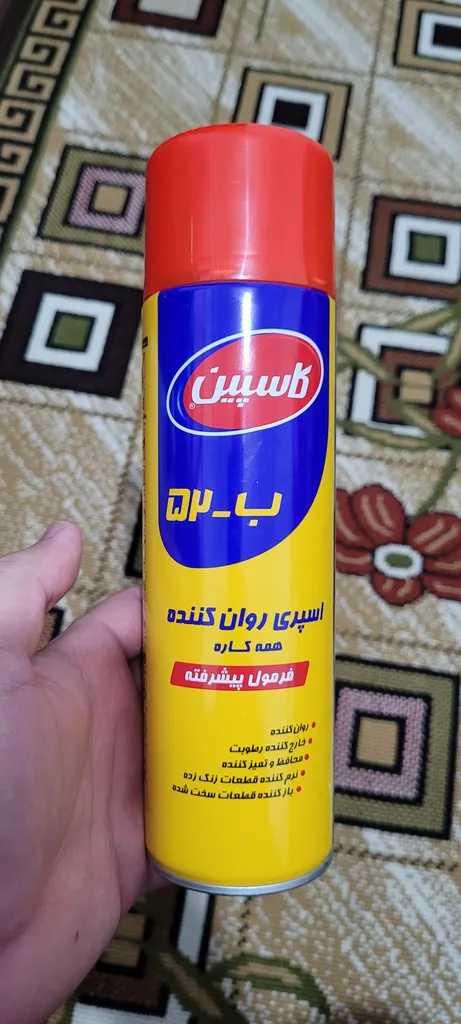 کاسپین
®
ب-۵۲
اسپری روان کننده
همه کاره
فرمول پیشرفته
• روان‌کننده
• خارج‌کننده رطوبت
• محافظ و تمیز کننده
• نرم کننده قطعات زنگ زده
• باز کننده قطعات سخت شده